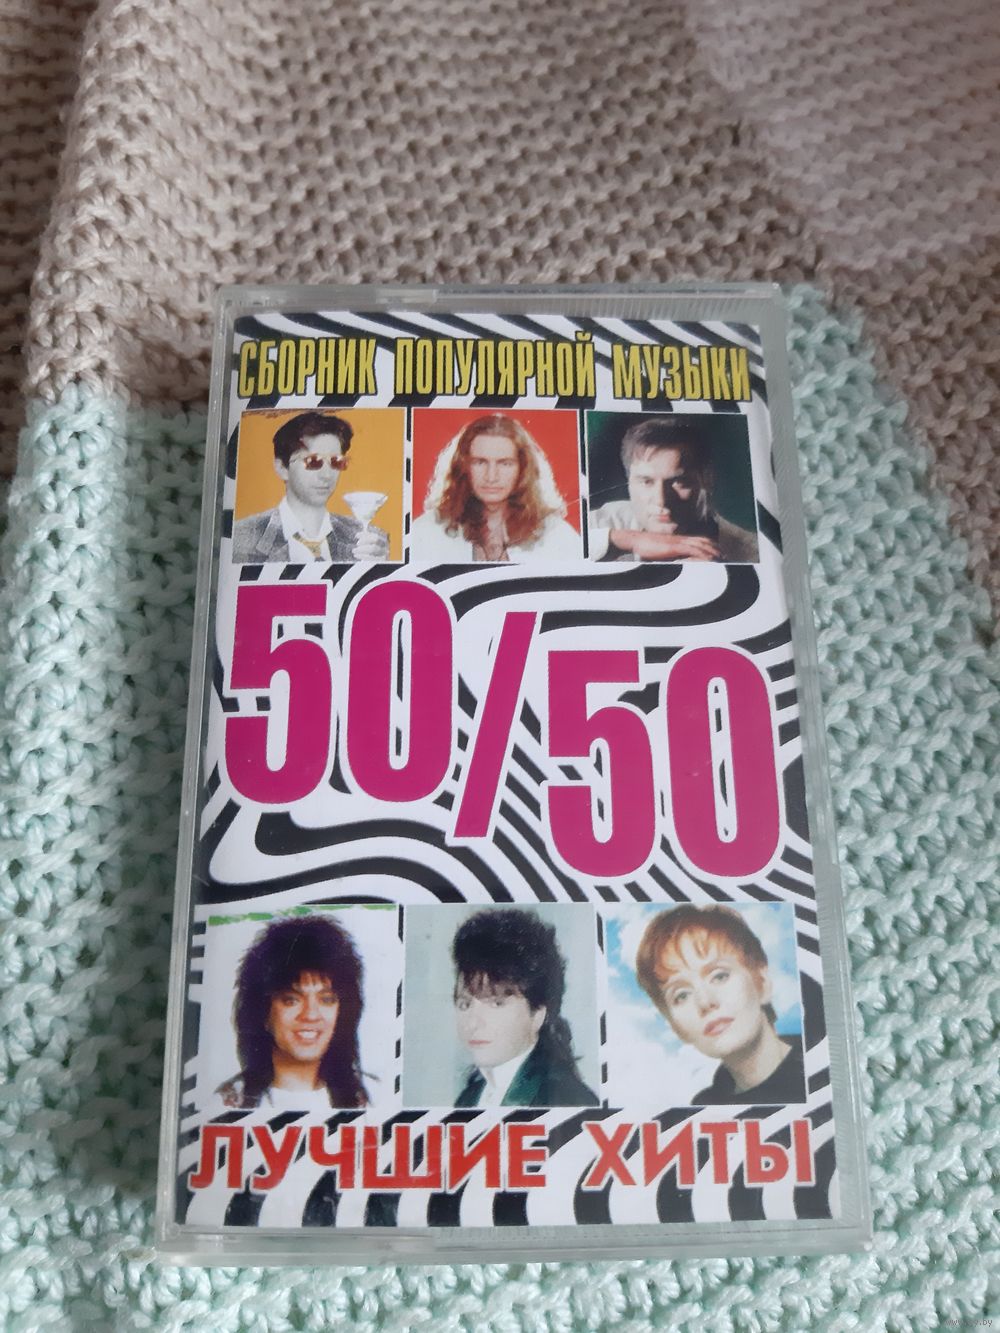 СБОРНИК ПОПУЛЯРНОЙ МУЗЫКИ
50/50
ЛУЧШИЕ ХИТЫ